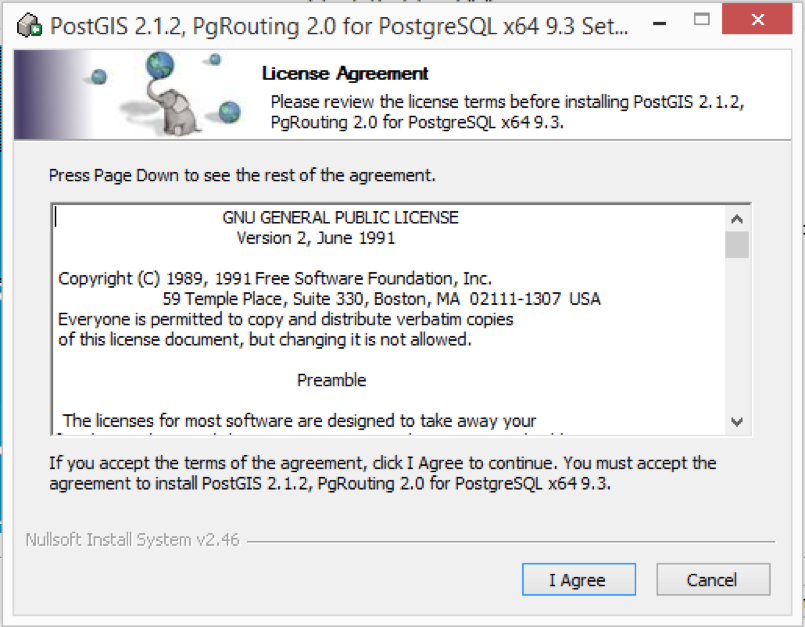 PostGIS 2.1.2, PgRouting 2.0 for PostgreSQL x64 9.3 Set...
License Agreement
Please review the license terms before installing PostGIS 2.1.2,
PgRouting 2.0 for PostgreSQL x64 9.3.
Press Page Down to see the rest of the agreement.
GNU GENERAL PUBLIC LICENSE
Version 2, June 1991
Copyright (C) 1989, 1991 Free Software Foundation, Inc.
59 Temple Place, Suite 330, Boston, MA 02111-1307 USA
Everyone is permitted to copy and distribute verbatim copies
of this license document, but changing it is not allowed.
Preamble
The licenses for most software are designed to take away your
If you accept the terms of the agreement, click I Agree to continue. You must accept the
agreement to install PostGIS 2.1.2, PgRouting 2.0 for PostgreSQL x64 9.3.
Nullsoft Install System v2.46
I Agree
Cancel